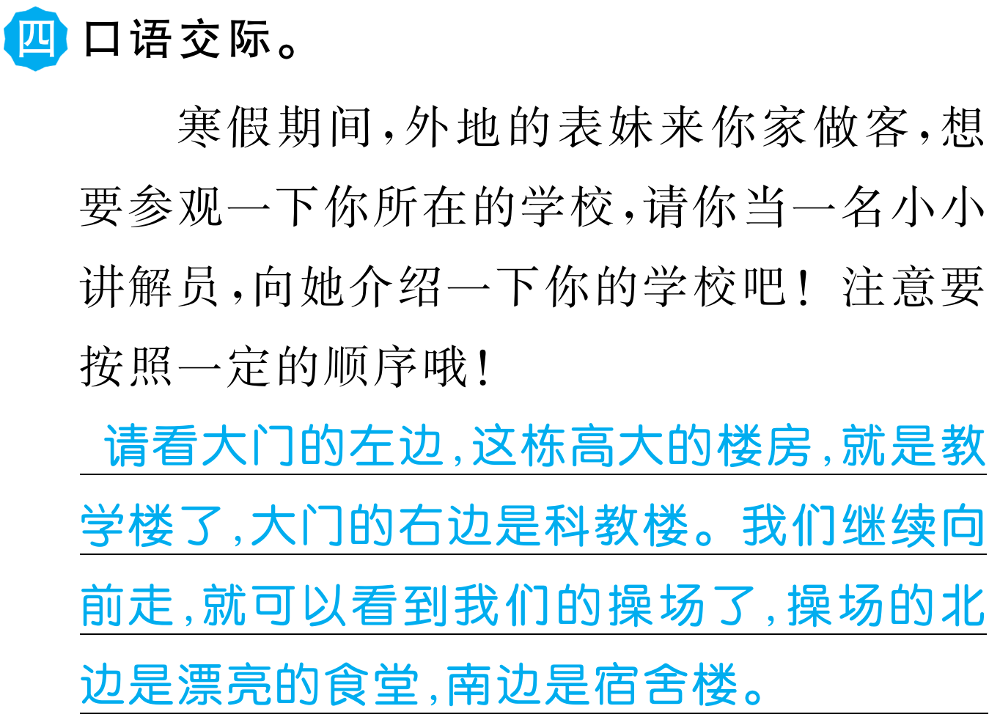 四 口语交际。
寒假期间,外地的表妹来你家做客,想
要参观一下你所在的学校,请你当一名小小
讲解员,向她介绍一下你的学校吧! 注意要
按照一定的顺序哦!
请看大门的左边,这栋高大的楼房,就是教
学楼了,大门的右边是科教楼。我们继续向
前走,就可以看到我们的操场了,操场的北
边是漂亮的食堂,南边是宿舍楼。